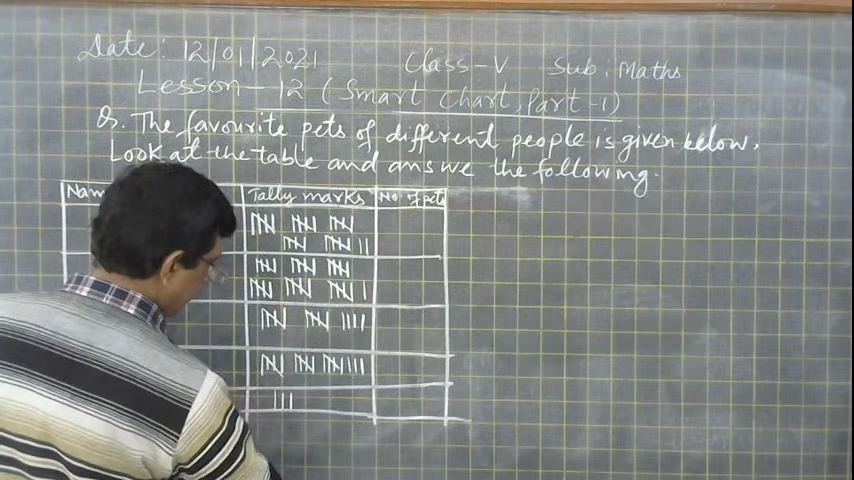 Date: 12/01/2021 Class-V Sub: Maths
Lesson-12 (Smart Chart, Part-1)
Q. The favourite pets of different people is given below.
Look at the table and answe the following.
Tally marks No. of pets